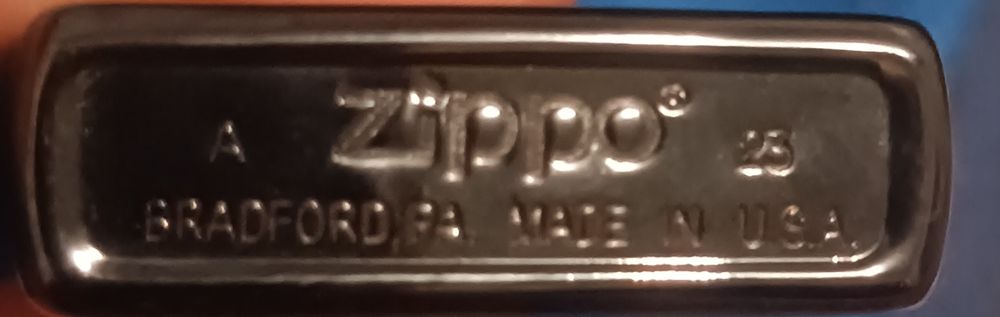 A Zippo® 23
BRADFORD, PA. MADE IN U.S.A.